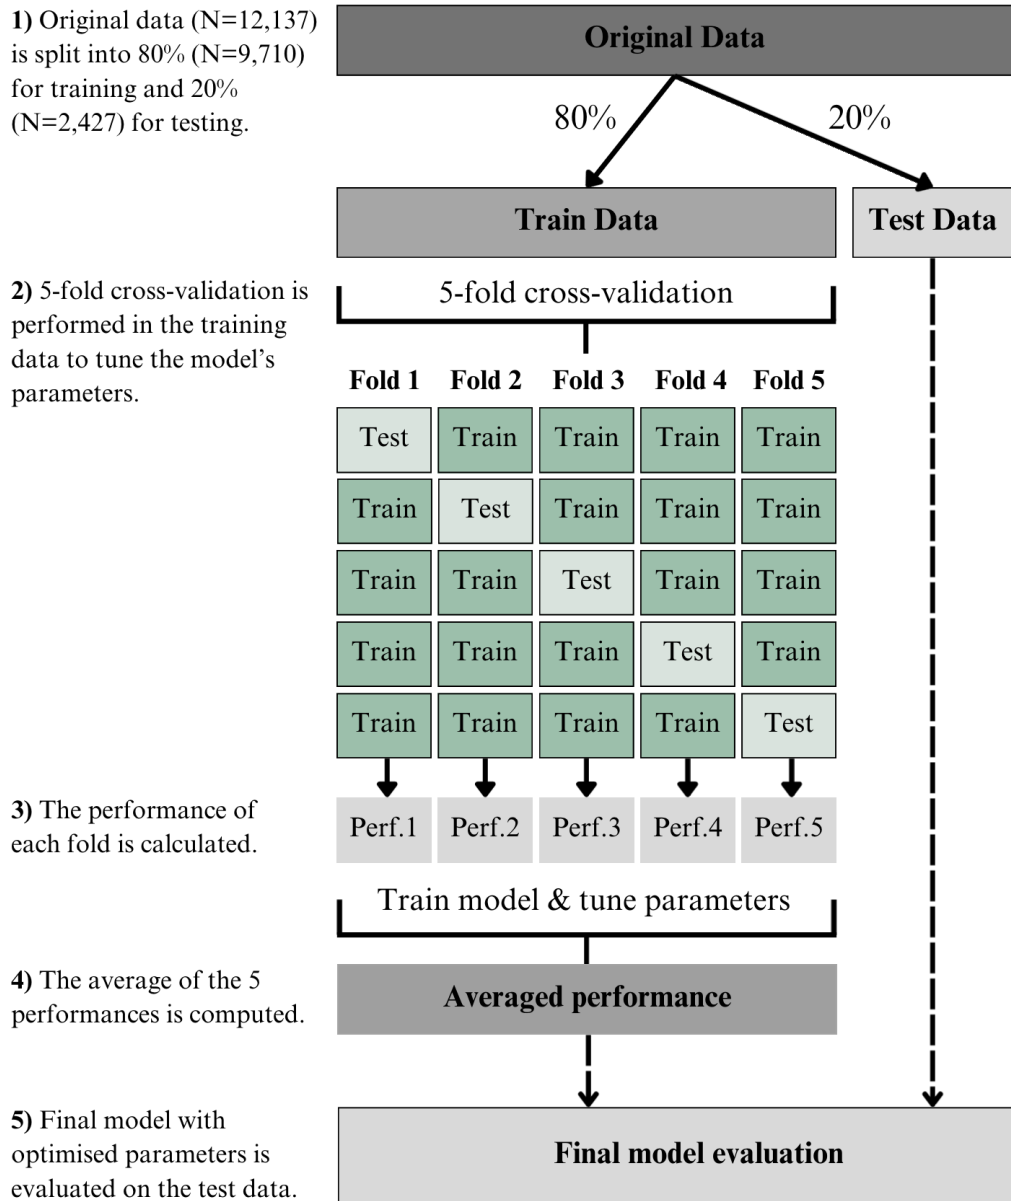 1) Original data (N=12,137)
is split into 80% (N=9,710)
for training and 20%
(N=2,427) for testing.
Original Data
80%
20%
Train Data
Test Data
2) 5-fold cross-validation is
performed in the training
data to tune the model's
parameters.
5-fold cross-validation
Fold 1 Fold 2 Fold 3 Fold 4 Fold 5
Test Train Train Train Train
Train Test Train Train Train
Train Train Test Train Train
Train Train Train Test Train
Train Train Train Train Test
3) The performance of
each fold is calculated.
Perf.1 Perf.2 Perf.3 Perf.4 Perf.5
Train model & tune parameters
4) The average of the 5
performances is computed.
Averaged performance
5) Final model with
optimised parameters is
evaluated on the test data.
Final model evaluation